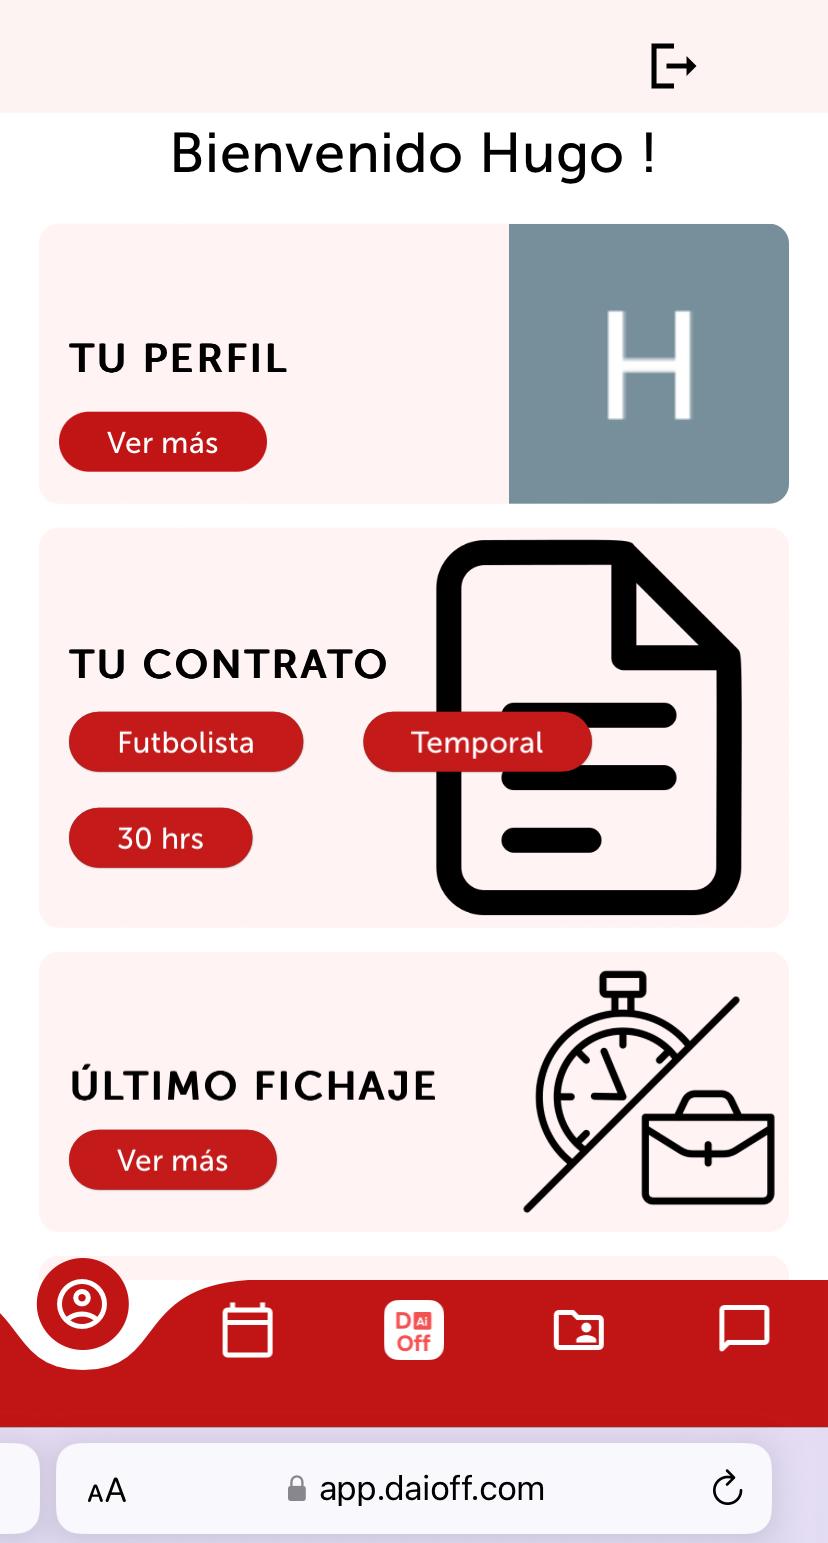 Bienvenido Hugo !
H
TU PERFIL
Ver más
TU CONTRATO
Futbolista Temporal
30 hrs
ÚLTIMO FICHAJE
Ver más
D Ai
Off
AA app.daioff.com